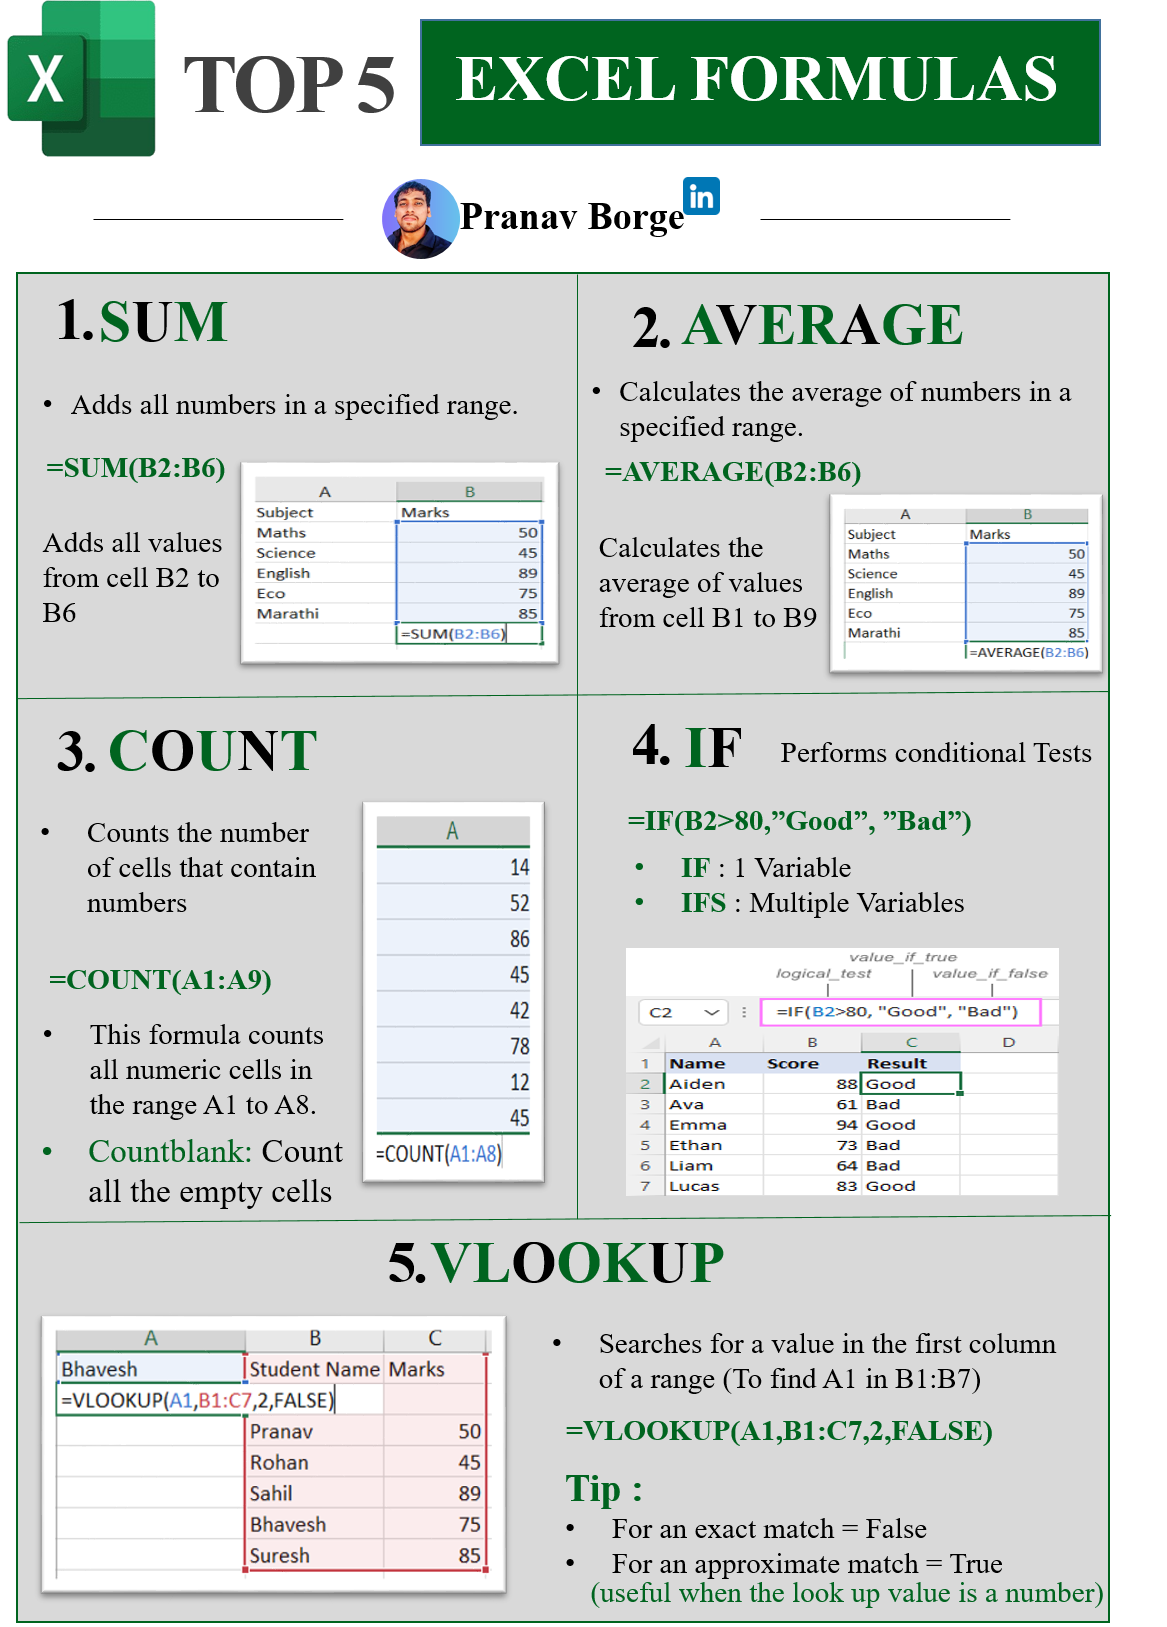 X
TOP 5
EXCEL FORMULAS
Pranav Borge
in
1.SUM
• Adds all numbers in a specified range.
=SUM(B2:B6)
Adds all values
from cell B2 to
B6
A B
Subject Marks
Maths 50
Science 45
English 89
Eco 75
Marathi 85
=SUM(B2:B6)
2. AVERAGE
• Calculates the average of numbers in a
specified range.
=AVERAGE(B2:B6)
Calculates the
average of values
from cell B1 to B9
A B
Subject Marks
Maths 50
Science 45
English 89
Eco 75
Marathi 85
=AVERAGE(B2:B6)
3. COUNT
• Counts the number
of cells that contain
numbers
=COUNT(A1:A9)
• This formula counts
all numeric cells in
the range A1 to A8.
• Countblank: Count
all the empty cells
A
14
52
86
45
42
78
12
45
=COUNT(A1:A8)
4. IF
Performs conditional Tests
=IF(B2>80,”Good”, ”Bad”)
• IF : 1 Variable
• IFS : Multiple Variables
value_if_true
logical_test value_if_false
C2 =IF(B2>80, "Good", "Bad")
A B C D
1 Name Score Result
2 Aiden 88 Good
3 Ava 61 Bad
4 Emma 94 Good
5 Ethan 73 Bad
6 Liam 64 Bad
7 Lucas 83 Good
5.VLOOKUP
A B C
Bhavesh Student Name Marks
=VLOOKUP(A1,B1:C7,2,FALSE)
Pranav 50
Rohan 45
Sahil 89
Bhavesh 75
Suresh 85
• Searches for a value in the first column
of a range (To find A1 in B1:B7)
=VLOOKUP(A1,B1:C7,2,FALSE)
Tip :
• For an exact match = False
• For an approximate match = True
(useful when the look up value is a number)